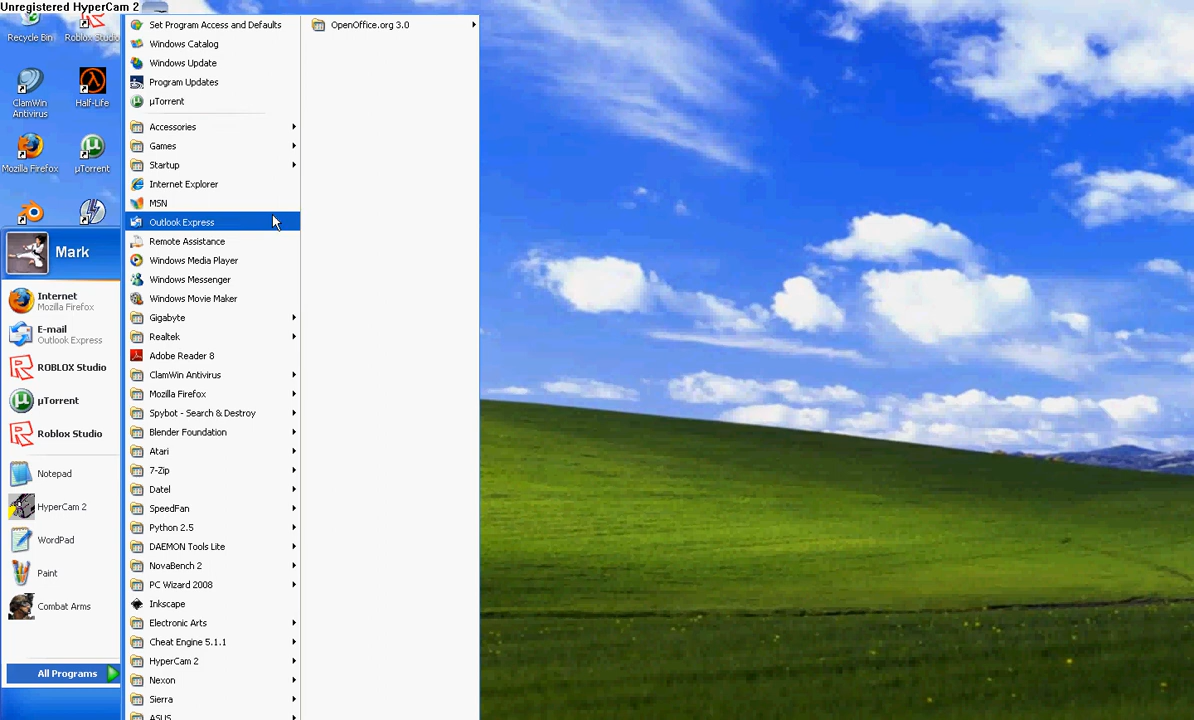 Unregistered HyperCam 2
Recycle Bin
Roblox Studio
ClamWin Antivirus
Half-Life
Mozilla Firefox
µTorrent
Mark
Internet
Mozilla Firefox
E-mail
Outlook Express
ROBLOX Studio
µTorrent
Roblox Studio
Notepad
HyperCam 2
WordPad
Paint
Combat Arms
All Programs
Set Program Access and Defaults
Windows Catalog
Windows Update
Program Updates
µTorrent
Accessories
Games
Startup
Internet Explorer
MSN
Outlook Express
Remote Assistance
Windows Media Player
Windows Messenger
Windows Movie Maker
Gigabyte
Realtek
Adobe Reader 8
ClamWin Antivirus
Mozilla Firefox
Spybot - Search & Destroy
Blender Foundation
Atari
7-Zip
Datel
SpeedFan
Python 2.5
DAEMON Tools Lite
NovaBench 2
PC Wizard 2008
Inkscape
Electronic Arts
Cheat Engine 5.1.1
HyperCam 2
Nexon
Sierra
ASUS
OpenOffice.org 3.0